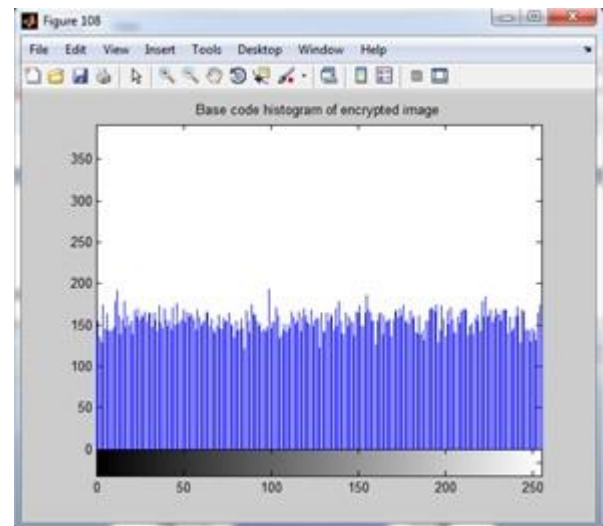 Figure 108
File Edit View Insert Tools Desktop Window Help
Base code histogram of encrypted image
350
300
250
200
150
100
50
0
0 50 100 150 200 250